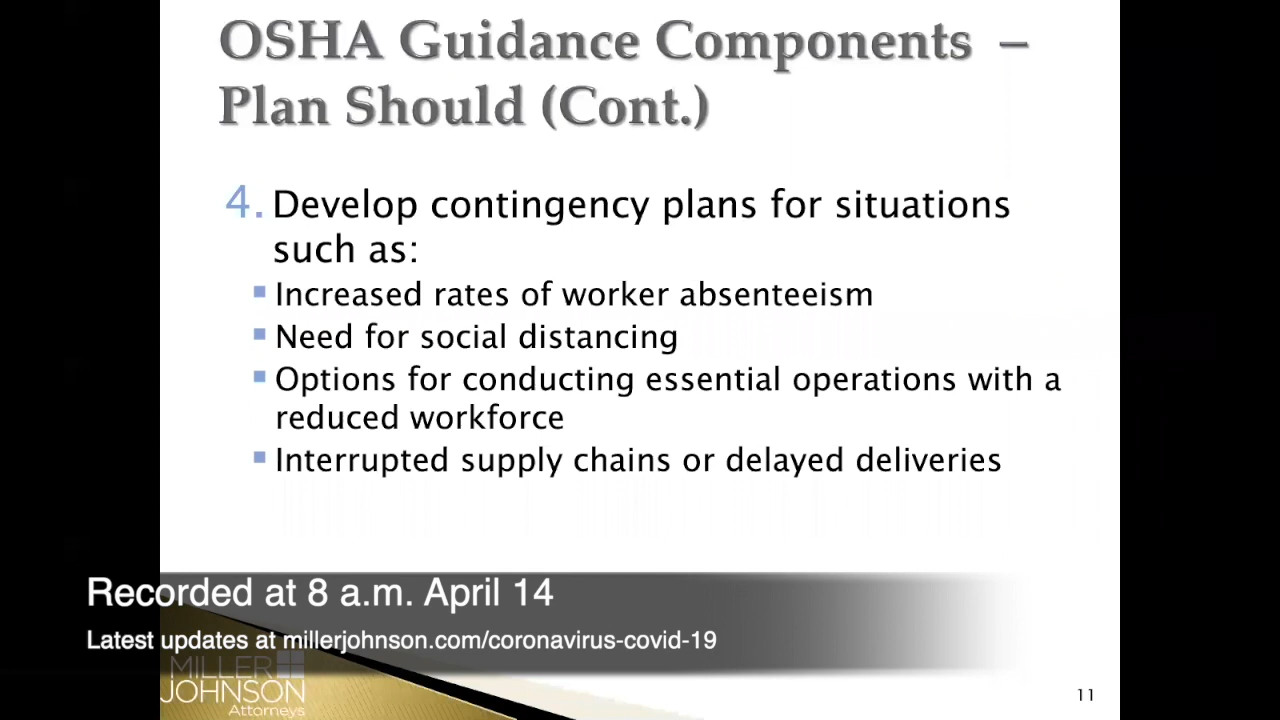 OSHA Guidance Components –
Plan Should (Cont.)
4. Develop contingency plans for situations
such as:
Increased rates of worker absenteeism
Need for social distancing
Options for conducting essential operations with a
reduced workforce
Interrupted supply chains or delayed deliveries
Recorded at 8 a.m. April 14
Latest updates at millerjohnson.com/coronavirus-covid-19
MILLER
JOHNSON
Attorneys
11